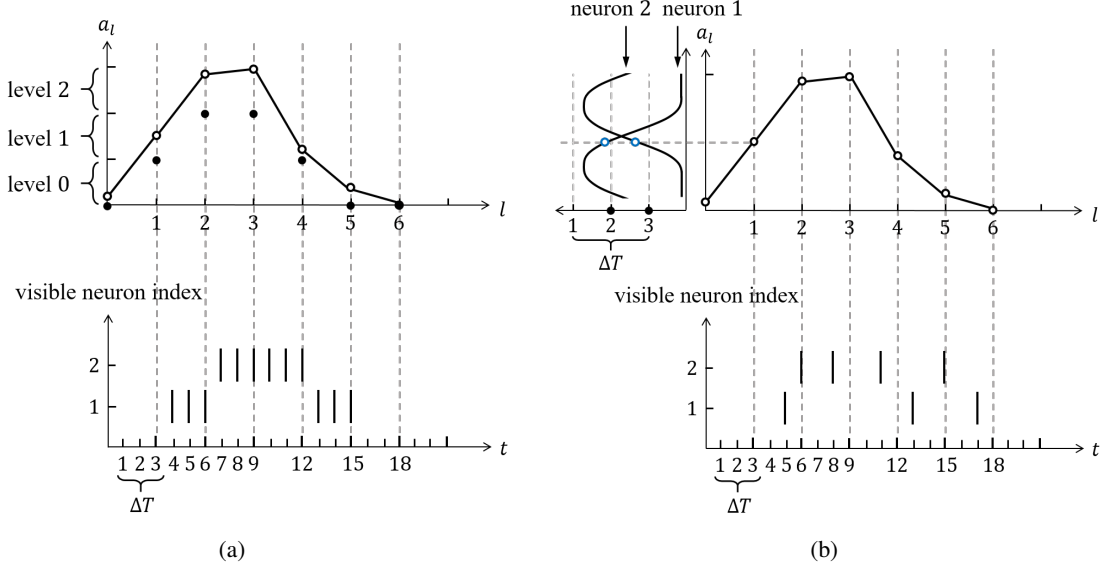 a_l
level 2
level 1
level 0
1 2 3 4 5 6 l
visible neuron index
2
1
1 2 3 4 5 6 7 8 9 12 15 18 t
ΔT
(a)
neuron 2 neuron 1
a_l
1 2 3
ΔT
1 2 3 4 5 6 l
visible neuron index
2
1
1 2 3 4 5 6 7 8 9 12 15 18 t
ΔT
(b)